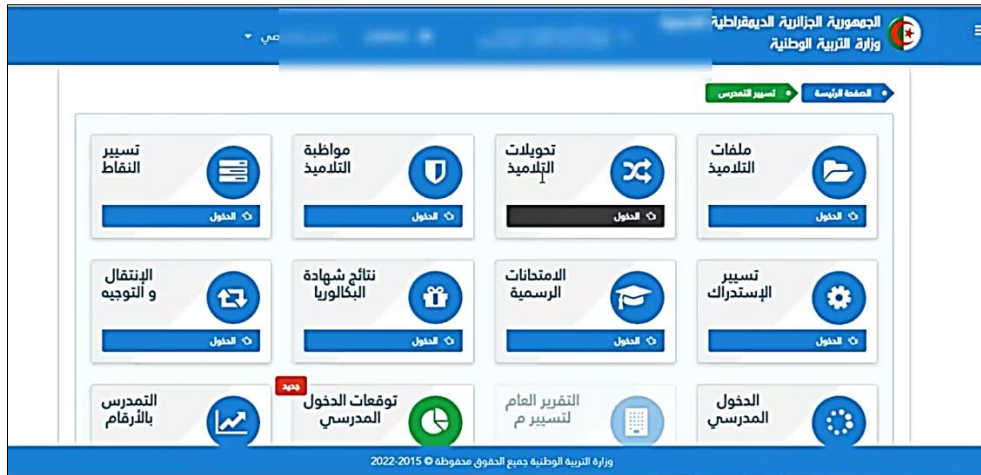 الجمهورية الجزائرية الديمقراطية
وزارة التربية الوطنية
الصفحة الرئيسة
تسيير التمدرس
ملفات
التلاميذ
الدخول
تحويلات
التلاميذ
الدخول
مواظبة
التلاميذ
الدخول
تسيير
النقاط
الدخول
تسيير
الإستدراك
الدخول
الامتحانات
الرسمية
الدخول
نتائج شهادة
البكالوريا
الدخول
الإنتقال
و التوجيه
الدخول
الدخول
المدرسي
التقرير العام
لتسيير م
جديد
توقعات الدخول
المدرسي
التمدرس
بالأرقام
وزارة التربية الوطنية جميع الحقوق محفوظة © 2015-2022